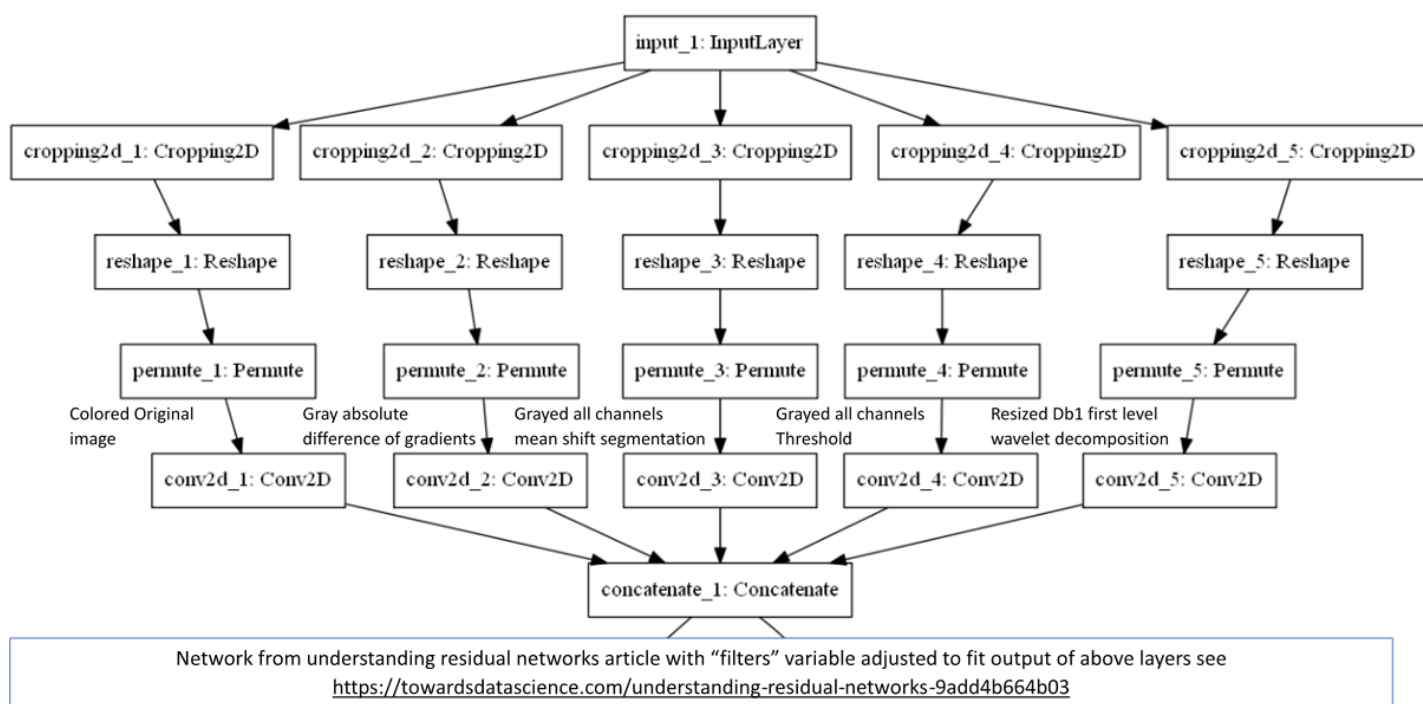 input_1: InputLayer
cropping2d_1: Cropping2D
cropping2d_2: Cropping2D
cropping2d_3: Cropping2D
cropping2d_4: Cropping2D
cropping2d_5: Cropping2D
reshape_1: Reshape
reshape_2: Reshape
reshape_3: Reshape
reshape_4: Reshape
reshape_5: Reshape
permute_1: Permute
permute_2: Permute
permute_3: Permute
permute_4: Permute
permute_5: Permute
Colored Original
image
Gray absolute
difference of gradients
Grayed all channels
mean shift segmentation
Grayed all channels
Threshold
Resized Db1 first level
wavelet decomposition
conv2d_1: Conv2D
conv2d_2: Conv2D
conv2d_3: Conv2D
conv2d_4: Conv2D
conv2d_5: Conv2D
concatenate_1: Concatenate
Network from understanding residual networks article with “filters” variable adjusted to fit output of above layers see
https://towardsdatascience.com/understanding-residual-networks-9add4b664b03